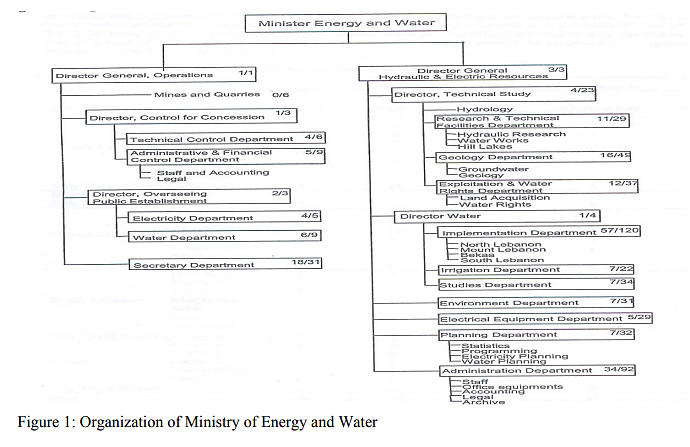 Minister Energy and Water
Director General, Operations 1/1
Mines and Quarries 0/6
Director, Control for Concession 1/3
Technical Control Department 4/6
Administrative & Financial
Control Department 5/9
Staff and Accounting
Legal
Director, Overseeing
Public Establishment 2/3
Electricity Department 4/5
Water Department 6/9
Secretary Department 18/31
Director General
Hydraulic & Electric Resources 3/3
Director, Technical Study 4/23
Hydrology
Research & Technical
Facilities Department 11/29
Hydraulic Research
Water Works
Hill Lakes
Geology Department 16/45
Groundwater
Geology
Exploitation & Water
Rights Department 12/37
Land Acquisition
Water Rights
Director Water 1/4
Implementation Department 57/120
North Lebanon
Mount Lebanon
Bekaa
South Lebanon
Irrigation Department 7/22
Studies Department 7/34
Environment Department 7/31
Electrical Equipment Department 5/29
Planning Department 7/32
Statistics
Programming
Electricity Planning
Water Planning
Administration Department 34/92
Staff
Office equipments
Accounting
Legal
Archive
Figure 1: Organization of Ministry of Energy and Water